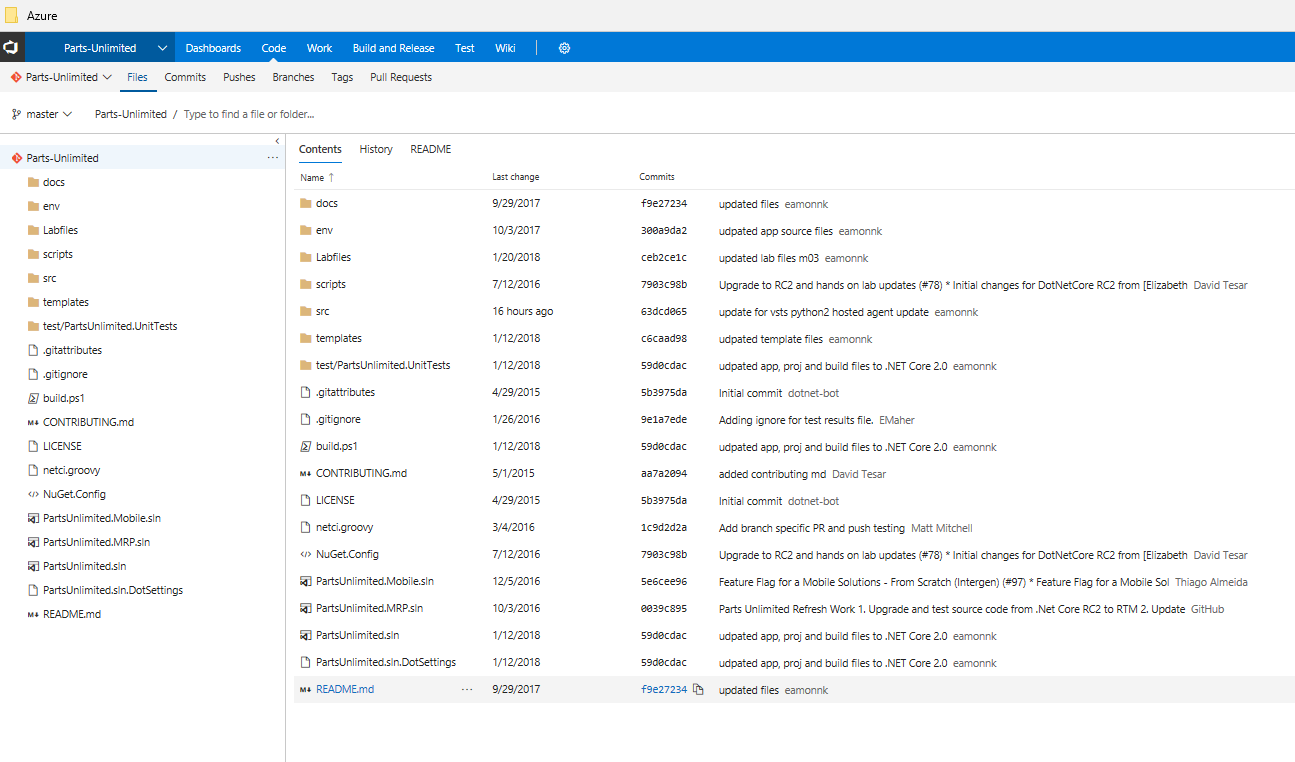 Azure
Parts-Unlimited Dashboards Code Work Build and Release Test Wiki
Parts-Unlimited Files Commits Pushes Branches Tags Pull Requests
master Parts-Unlimited / Type to find a file or folder...
Parts-Unlimited ...
docs
env
Labfiles
scripts
src
templates
test/PartsUnlimited.UnitTests
.gitattributes
.gitignore
build.ps1
CONTRIBUTING.md
LICENSE
netci.groovy
NuGet.Config
PartsUnlimited.Mobile.sln
PartsUnlimited.MRP.sln
PartsUnlimited.sln
PartsUnlimited.sln.DotSettings
README.md
Contents History README
Name ↑ Last change Commits
docs 9/29/2017 f9e27234 updated files eamonnk
env 10/3/2017 300a9da2 udpated app source files eamonnk
Labfiles 1/20/2018 ceb2ce1c updated lab files m03 eamonnk
scripts 7/12/2016 7903c98b Upgrade to RC2 and hands on lab updates (#78) * Initial changes for DotNetCore RC2 from [Elizabeth David Tesar
src 16 hours ago 63dcd065 update for vsts python2 hosted agent update eamonnk
templates 1/12/2018 c6caad98 udpated template files eamonnk
test/PartsUnlimited.UnitTests 1/12/2018 59d0cdac udpated app, proj and build files to .NET Core 2.0 eamonnk
.gitattributes 4/29/2015 5b3975da Initial commit dotnet-bot
.gitignore 1/26/2016 9e1a7ede Adding ignore for test results file. EMaher
build.ps1 1/12/2018 59d0cdac udpated app, proj and build files to .NET Core 2.0 eamonnk
M↓ CONTRIBUTING.md 5/1/2015 aa7a2094 added contributing md David Tesar
LICENSE 4/29/2015 5b3975da Initial commit dotnet-bot
netci.groovy 3/4/2016 1c9d2d2a Add branch specific PR and push testing Matt Mitchell
NuGet.Config 7/12/2016 7903c98b Upgrade to RC2 and hands on lab updates (#78) * Initial changes for DotNetCore RC2 from [Elizabeth David Tesar
PartsUnlimited.Mobile.sln 12/5/2016 5e6cee96 Feature Flag for a Mobile Solutions - From Scratch (Intergen) (#97) * Feature Flag for a Mobile Sol Thiago Almeida
PartsUnlimited.MRP.sln 10/3/2016 0039c895 Parts Unlimited Refresh Work 1. Upgrade and test source code from .Net Core RC2 to RTM 2. Update GitHub
PartsUnlimited.sln 1/12/2018 59d0cdac udpated app, proj and build files to .NET Core 2.0 eamonnk
PartsUnlimited.sln.DotSettings 1/12/2018 59d0cdac udpated app, proj and build files to .NET Core 2.0 eamonnk
M↓ README.md ... 9/29/2017 f9e27234 updated files eamonnk